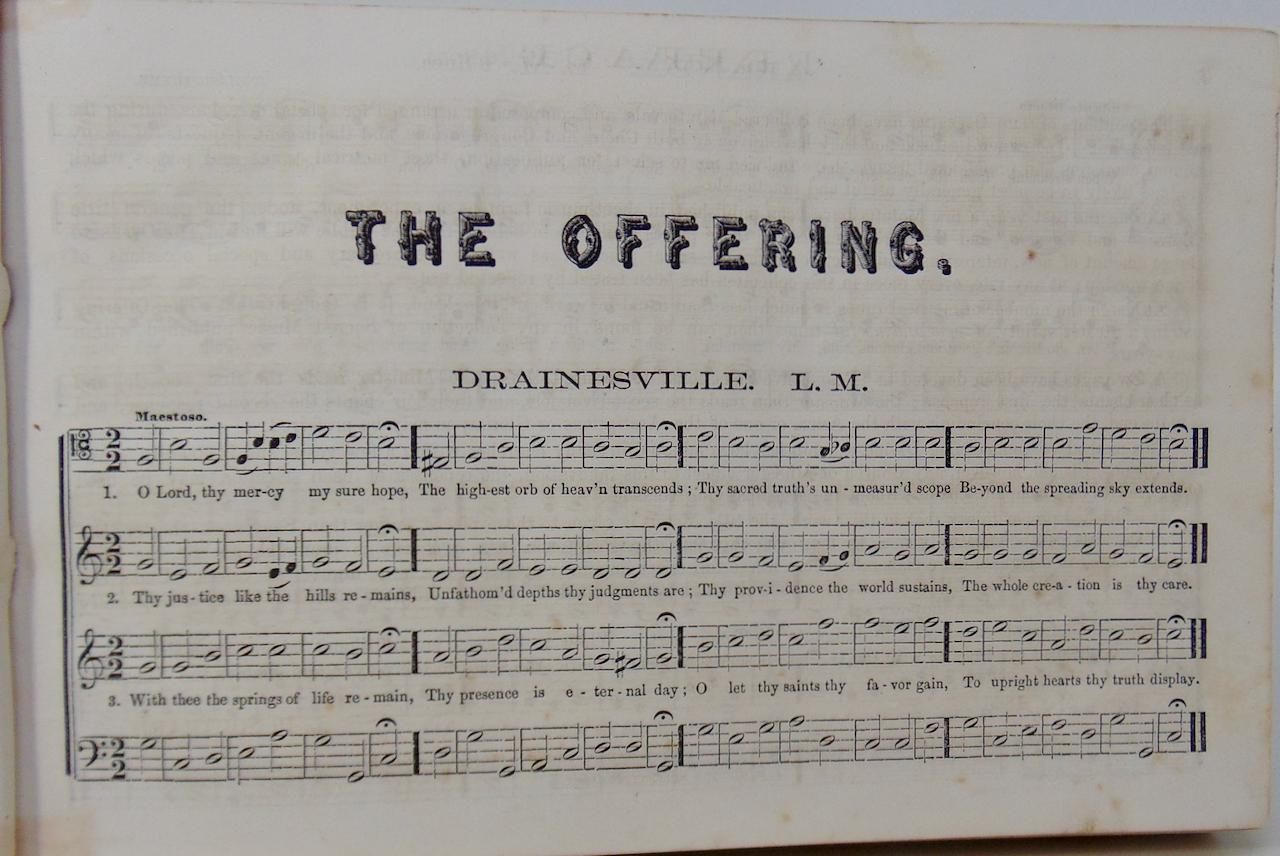 THE OFFERING.
DRAINESVILLE. L. M.
Maestoso.
1. O Lord, thy mer-cy my sure hope, The high-est orb of heav'n transcends ; Thy sacred truth's un - measur'd scope Be-yond the spreading sky extends.
2. Thy jus - tice like the hills re - mains, Unfathom'd depths thy judgments are ; Thy prov-i - dence the world sustains, The whole cre-a - tion is thy care.
3. With thee the springs of life re - main, Thy presence is e - ter - nal day ; O let thy saints thy fa - vor gain, To upright hearts thy truth display.